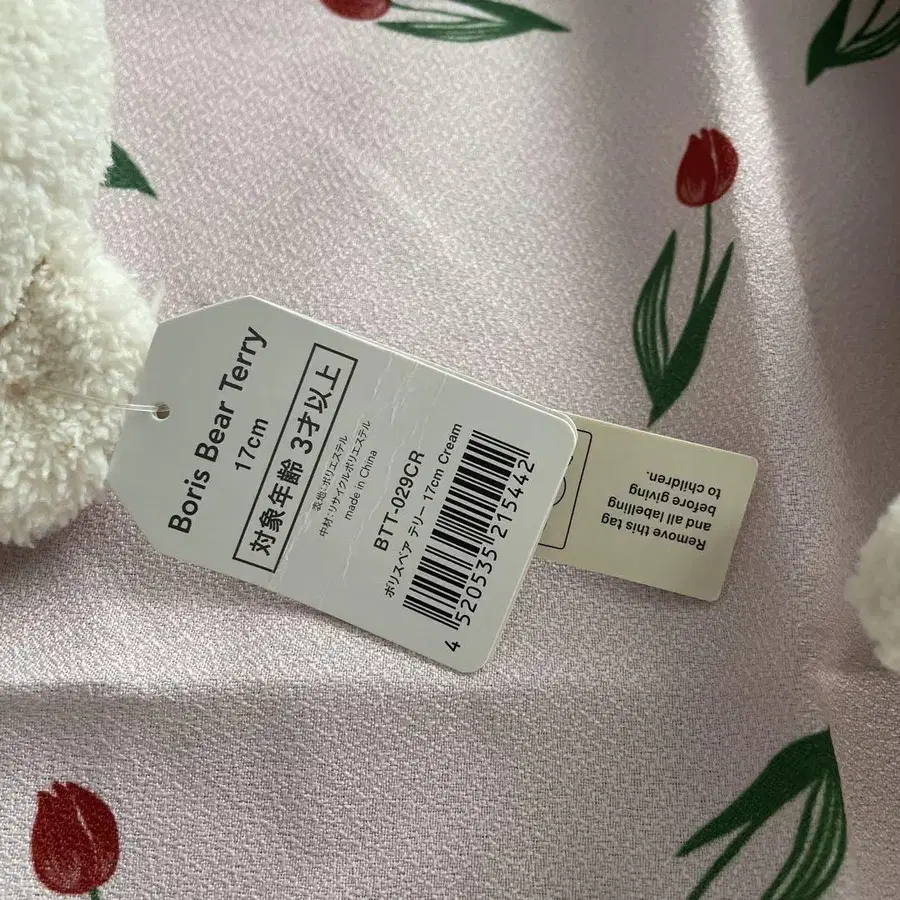 Boris Bear Terry
17cm
対象年齢 3才以上
表地:ポリエステル
中材:リサイクルポリエステル
made in China
BTT-029CR
ボリスベア テリー 17cm Cream
4 520535 215442
Remove this tag
and all labelling
before giving
to children.